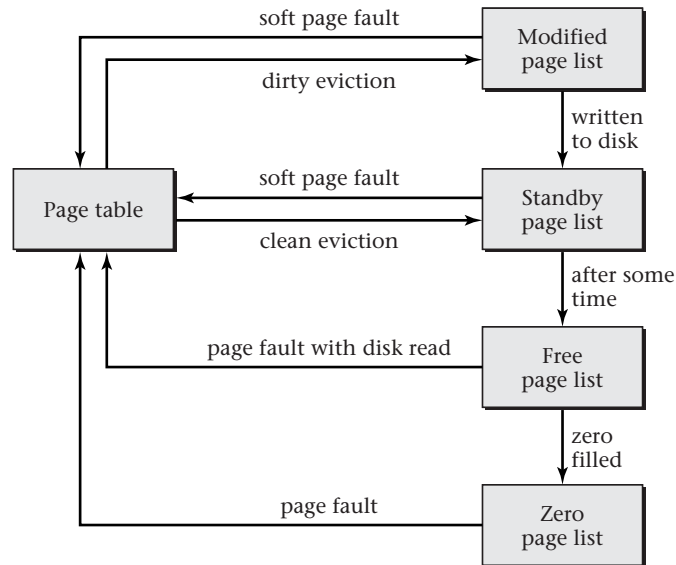 soft page fault
Modified
page list
dirty eviction
written
to disk
Page table
soft page fault
Standby
page list
clean eviction
after some
time
page fault with disk read
Free
page list
zero
filled
page fault
Zero
page list